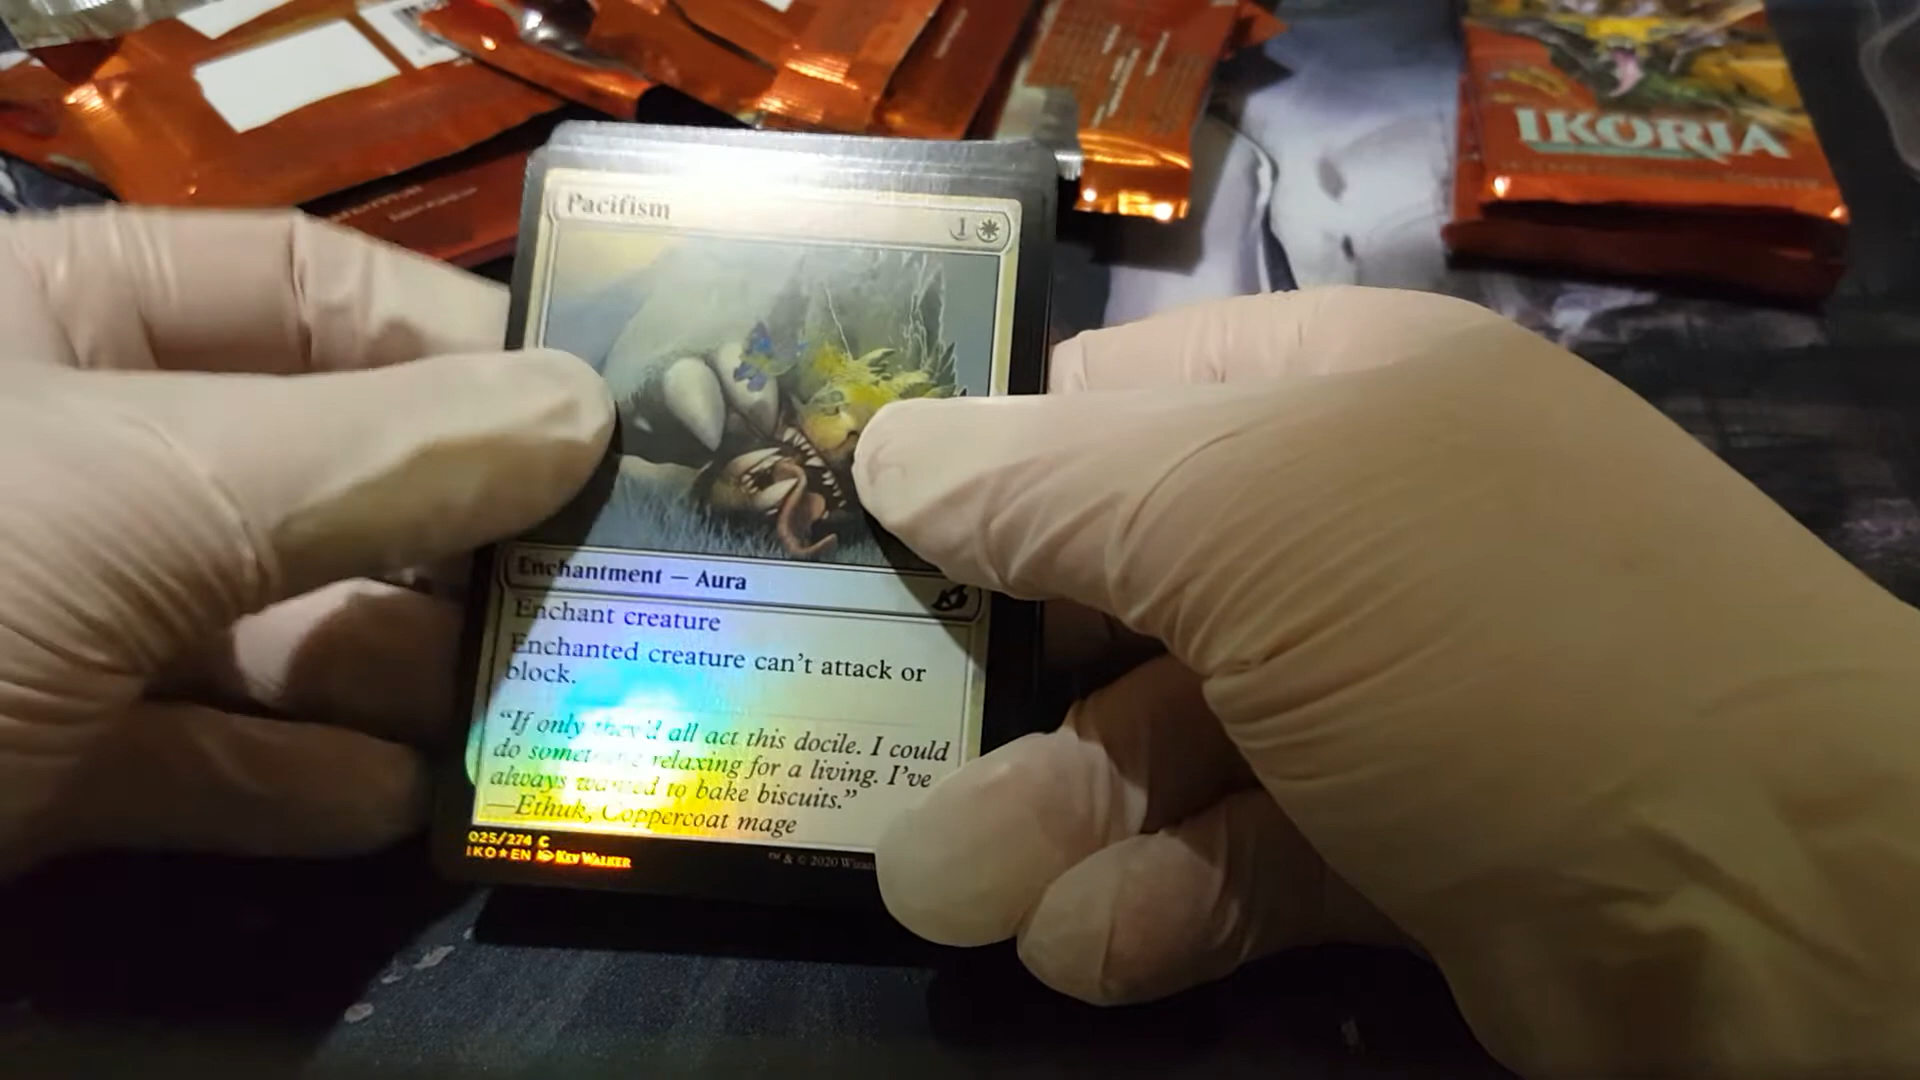 IKORIA
Pacifism
1
Enchantment — Aura
Enchant creature
Enchanted creature can't attack or
block.
"If only they'd all act this docile. I could
do something relaxing for a living. I've
always wanted to bake biscuits."
—Ethuk, Coppercoat mage
025/274 C
IKO★EN Kev Walker
™ & © 2020